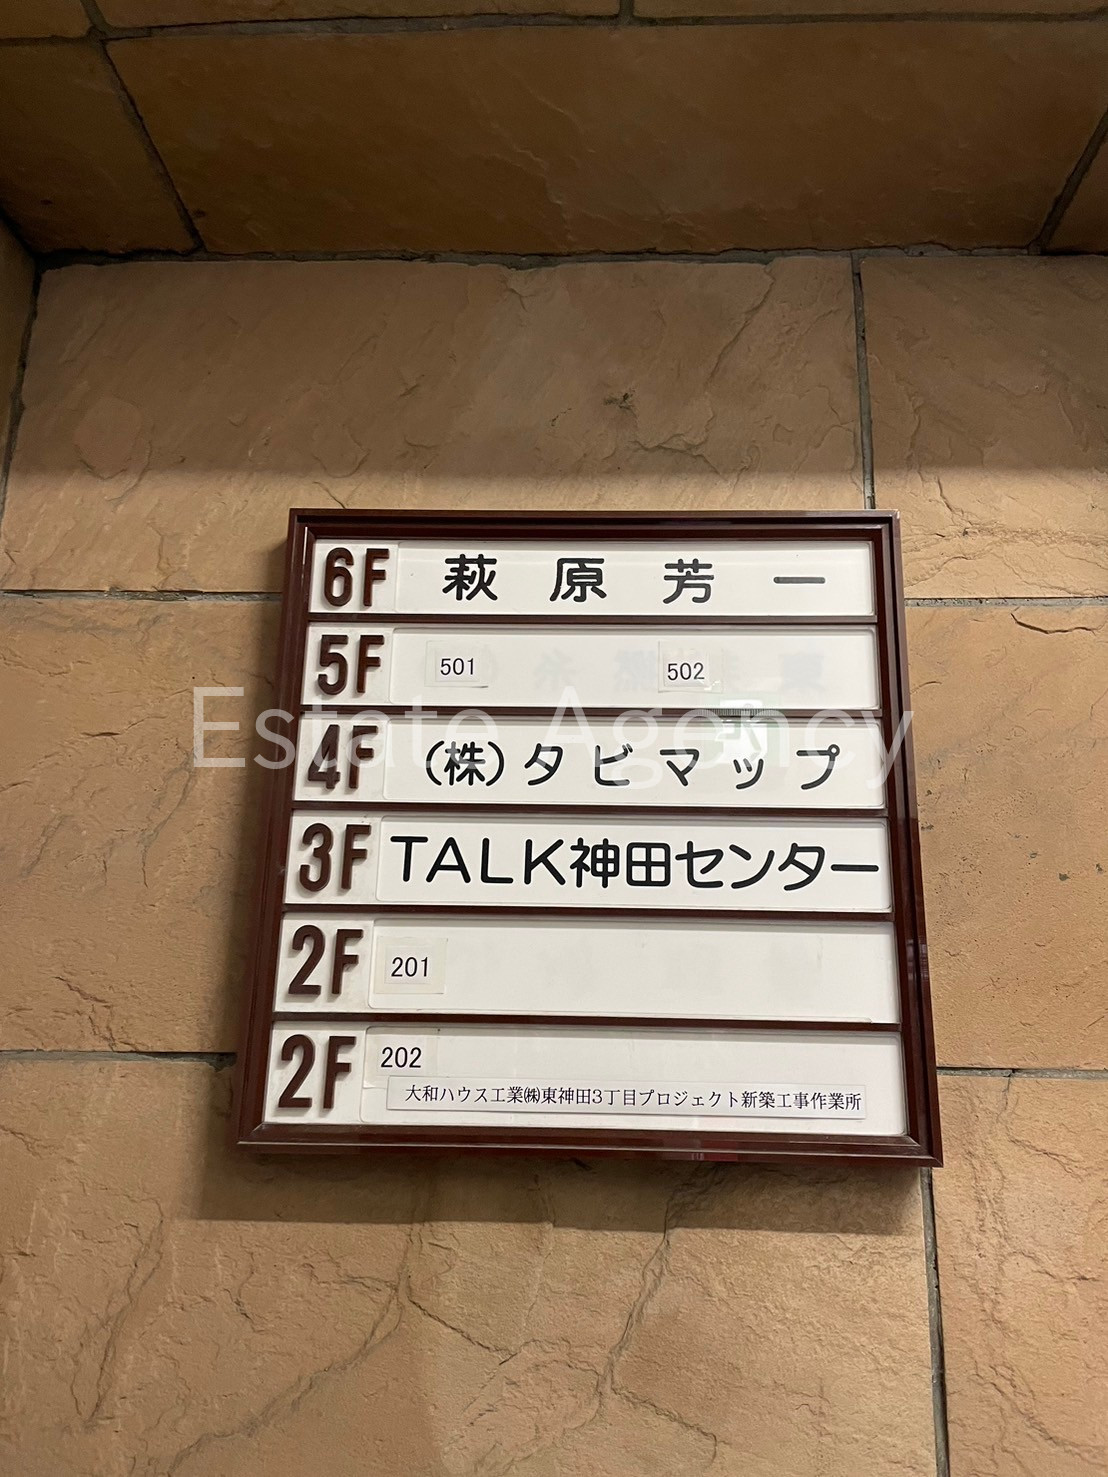 6F 萩原芳一
5F 501 502
4F (株)タビマップ
3F TALK神田センター
2F 201
2F 202
大和ハウス工業㈱東神田3丁目プロジェクト新築工事作業所
Estate Agency